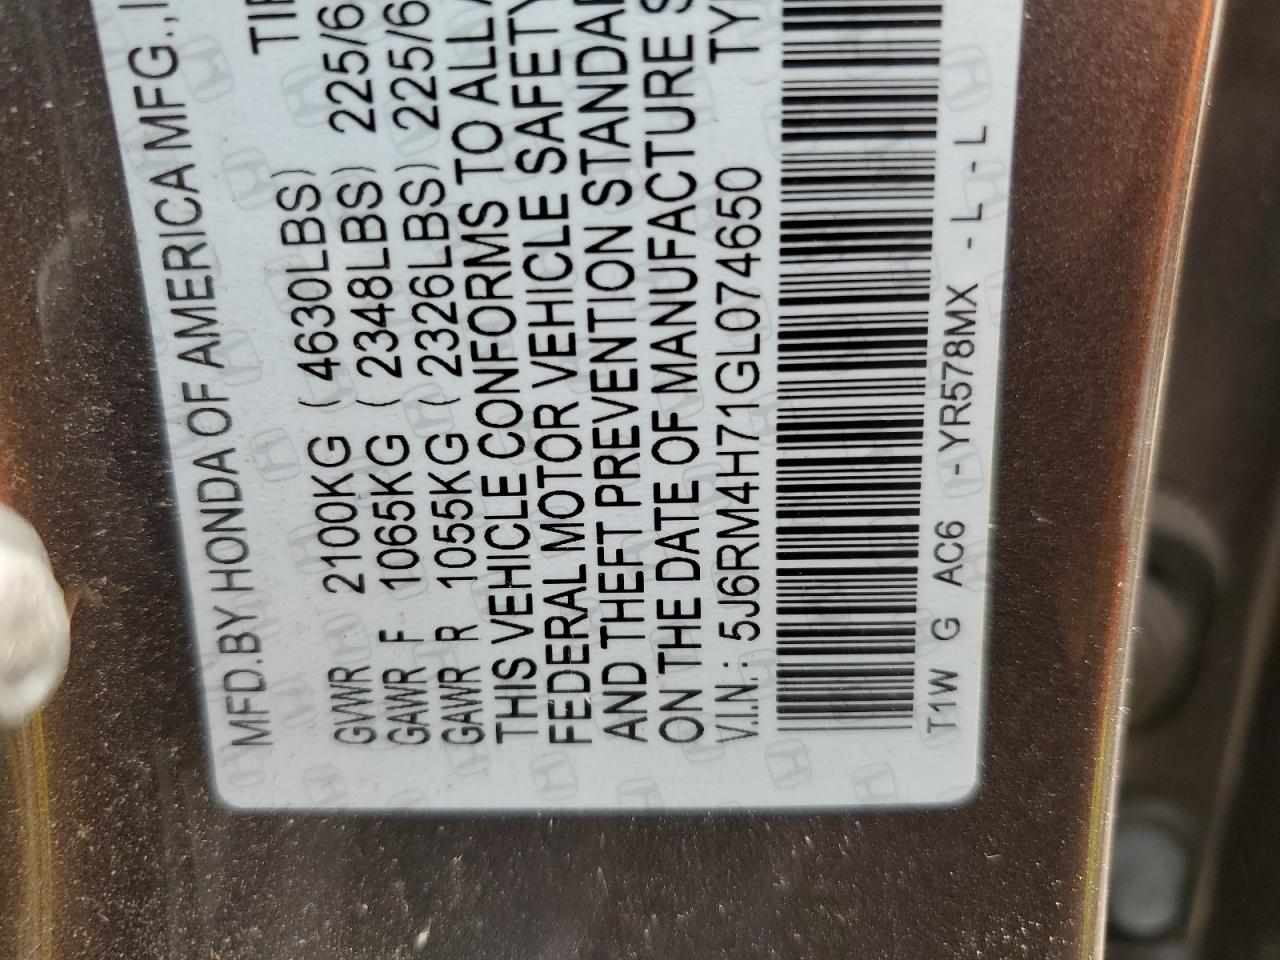 MFD.BY HONDA OF AMERICA MFG.,
GVWR 2100KG ( 4630LBS)
GAWR F 1065KG ( 2348LBS) 225/6
GAWR R 1055KG ( 2326LBS) 225/6
THIS VEHICLE CONFORMS TO ALL
FEDERAL MOTOR VEHICLE SAFETY
AND THEFT PREVENTION STANDAR
ON THE DATE OF MANUFACTURE S
V.I.N.: 5J6RM4H71GL074650 TY
T1W G AC6 -YR578MX -L-L